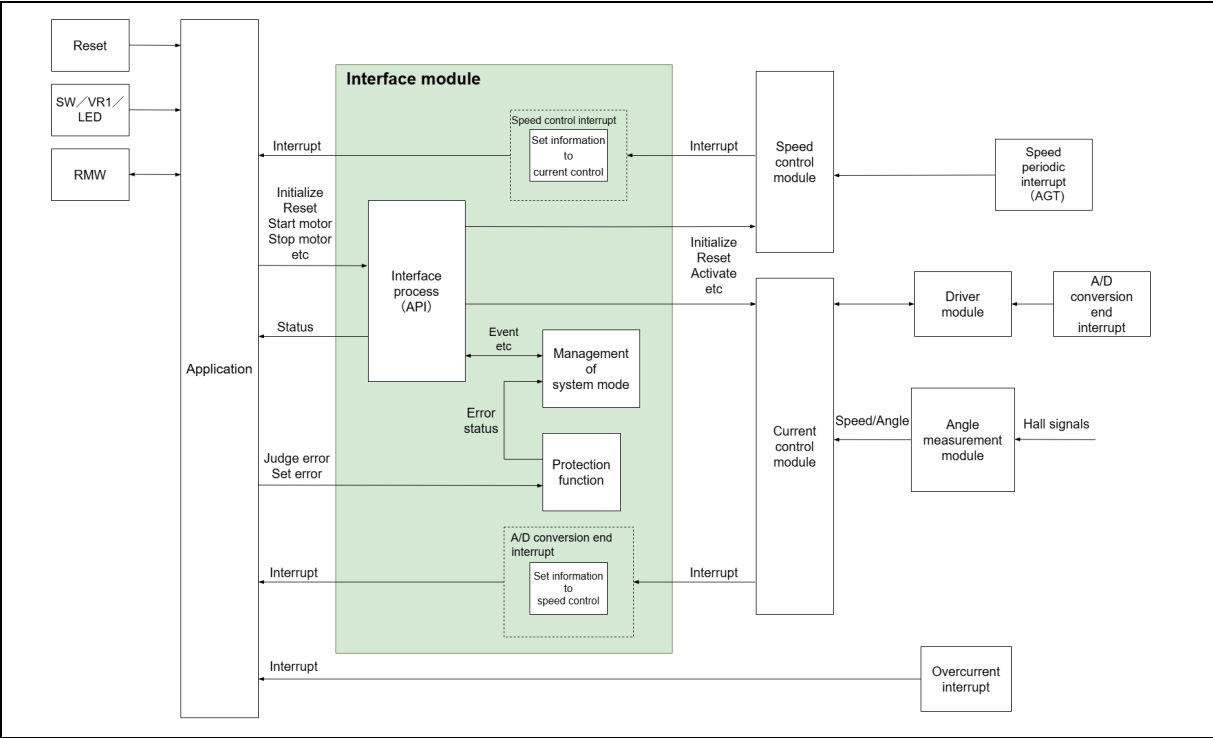 Reset
SW／VR1／
LED
RMW
Application
Interface module
Speed control interrupt
Set information
to
current control
Interrupt
Interrupt
Speed
control
module
Speed
periodic
interrupt
（AGT)
Initialize
Reset
Start motor
Stop motor
etc
Interface
process
（API）
Initialize
Reset
Activate
etc
Status
Event
etc
Management
of
system mode
Error
status
Judge error
Set error
Protection
function
Current
control
module
Driver
module
A/D
conversion
end
interrupt
Speed/Angle
Angle
measurement
module
Hall signals
A/D conversion end
interrupt
Set information
to
speed control
Interrupt
Interrupt
Interrupt
Overcurrent
interrupt